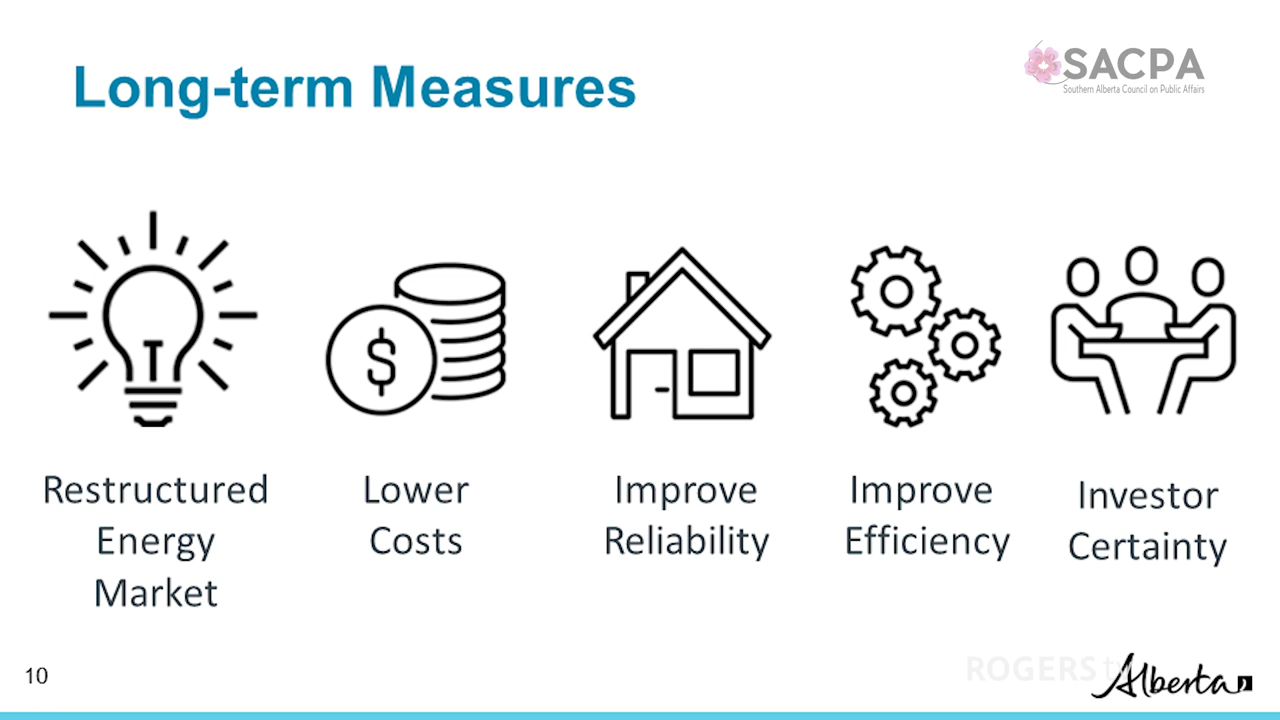 Long-term Measures
SACPA
Southern Alberta Council on Public Affairs
$
Restructured
Energy
Market
Lower
Costs
Improve
Reliability
Improve
Efficiency
Investor
Certainty
10
ROGERS tv
Alberta